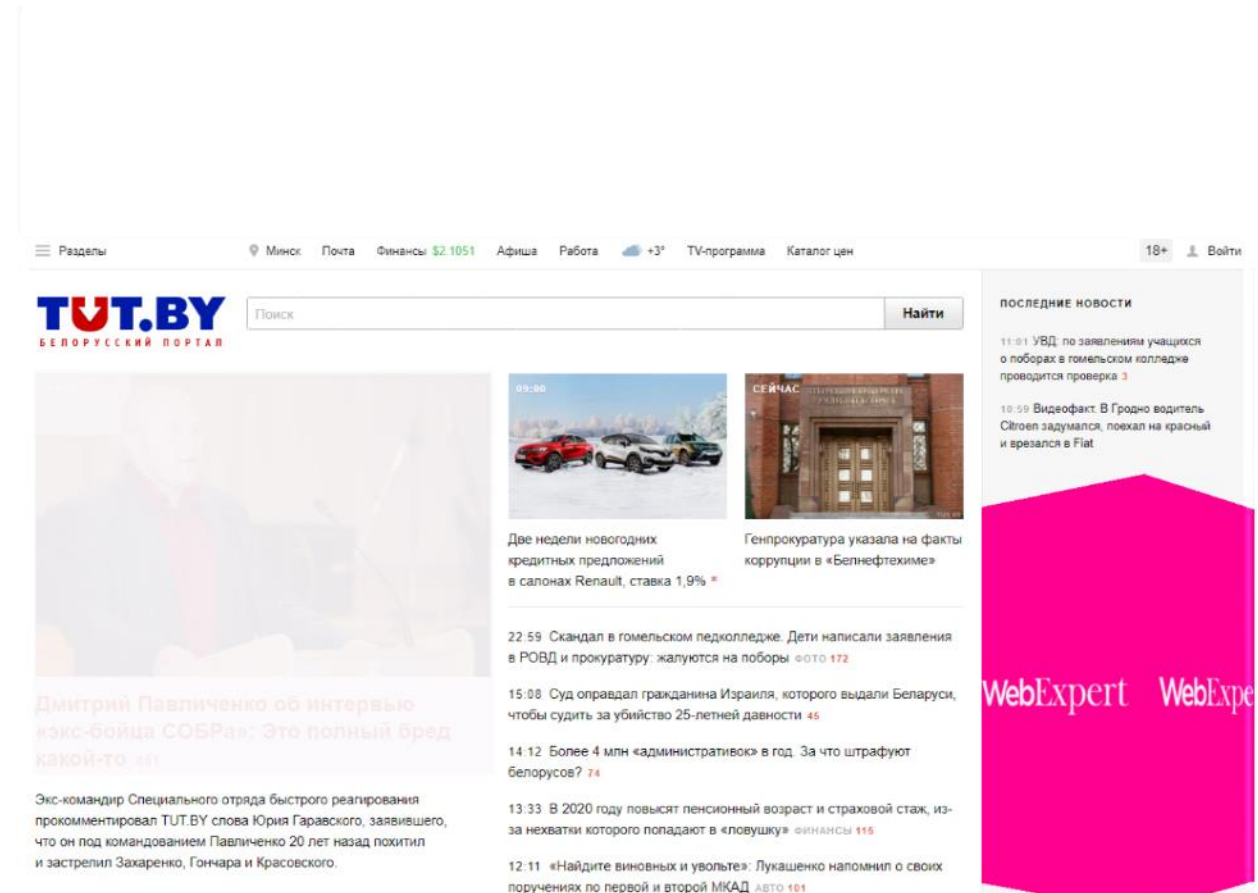 Разделы
Минск Почта Финансы $2.1051 Афиша Работа +3° TV-программа Каталог цен
18+ Войти
TUT.BY
БЕЛОРУССКИЙ ПОРТАЛ
Поиск
Найти
Дмитрий Павличенко об интервью
«экс-бойца СОБРа»: Это полный бред
какой-то
Экс-командир Специального отряда быстрого реагирования
прокомментировал TUT.BY слова Юрия Гаравского, заявившего,
что он под командованием Павличенко 20 лет назад похитил
и застрелил Захаренко, Гончара и Красовского.
09:00
Две недели новогодних
кредитных предложений
в салонах Renault, ставка 1,9% *
СЕЙЧАС
TUT.BY
Генпрокуратура указала на факты
коррупции в «Белнефтехиме»
22:59 Скандал в гомельском педколледже. Дети написали заявления
в РОВД и прокуратуру: жалуются на поборы ФОТО 172
15:08 Суд оправдал гражданина Израиля, которого выдали Беларуси,
чтобы судить за убийство 25-летней давности 45
14:12 Более 4 млн «административок» в год. За что штрафуют
белорусов? 74
13:33 В 2020 году повысят пенсионный возраст и страховой стаж, из-
за нехватки которого попадают в «ловушку» ФИНАНСЫ 115
12:11 «Найдите виновных и увольте»: Лукашенко напомнил о своих
поручениях по первой и второй МКАД АВТО 101
ПОСЛЕДНИЕ НОВОСТИ
11:01 УВД: по заявлениям учащихся
о поборах в гомельском колледже
проводится проверка 3
10:59 Видеофакт. В Гродно водитель
Citroen задумался, поехал на красный
и врезался в Fiat
WebExpert WebExpe